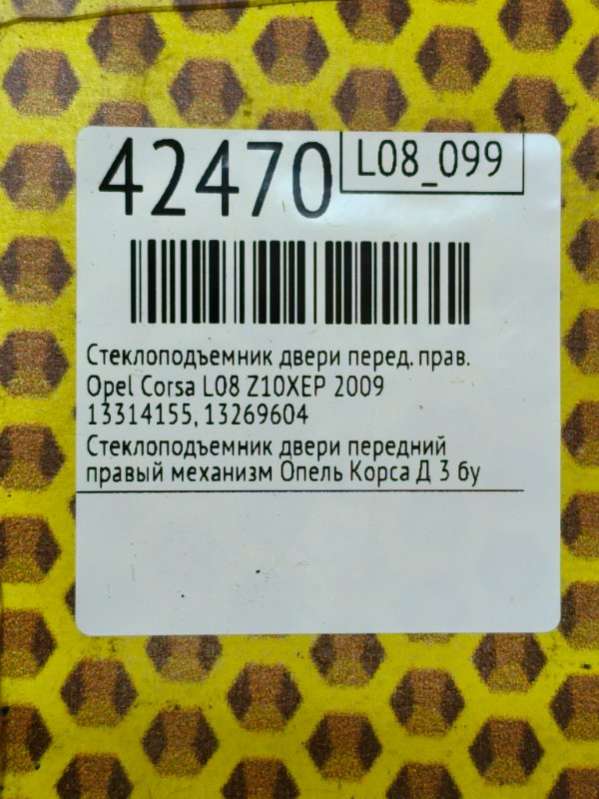 42470
L08_099
Стеклоподъемник двери перед. прав.
Opel Corsa L08 Z10XEP 2009
13314155, 13269604
Стеклоподъемник двери передний
правый механизм Опель Корса Д 3 бу